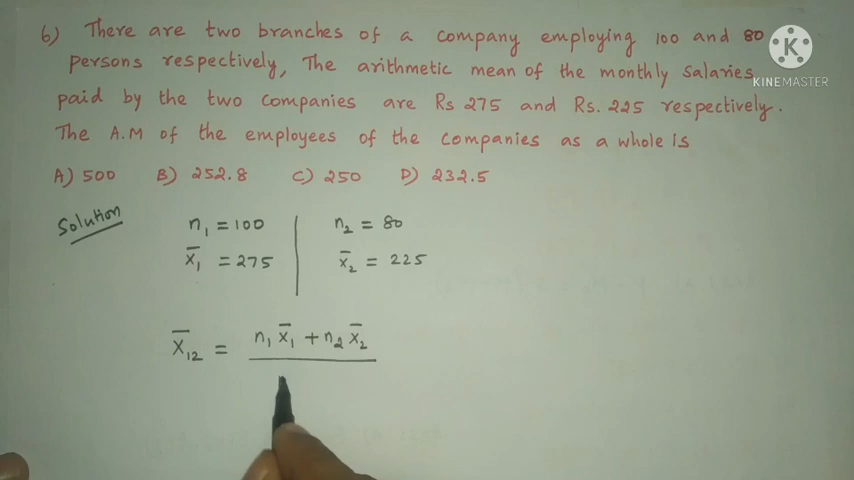 6) There are two branches of a company employing 100 and 80
persons respectively, The arithmetic mean of the monthly salaries
paid by the two companies are Rs 275 and Rs. 225 respectively.
The A.M of the employees of the companies as a whole is
A) 500 B) 252.8 C) 250 D) 232.5
Solution
n₁ = 100 n₂ = 80
x̄₁ = 275 x̄₂ = 225
x̄₁₂ = n₁ x̄₁ + n₂ x̄₂
K
KINEMASTER